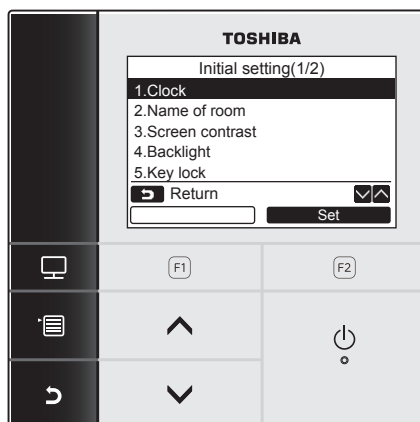 TOSHIBA
Initial setting(1/2)
1.Clock
2.Name of room
3.Screen contrast
4.Backlight
5.Key lock
Return
Set
F1 F2